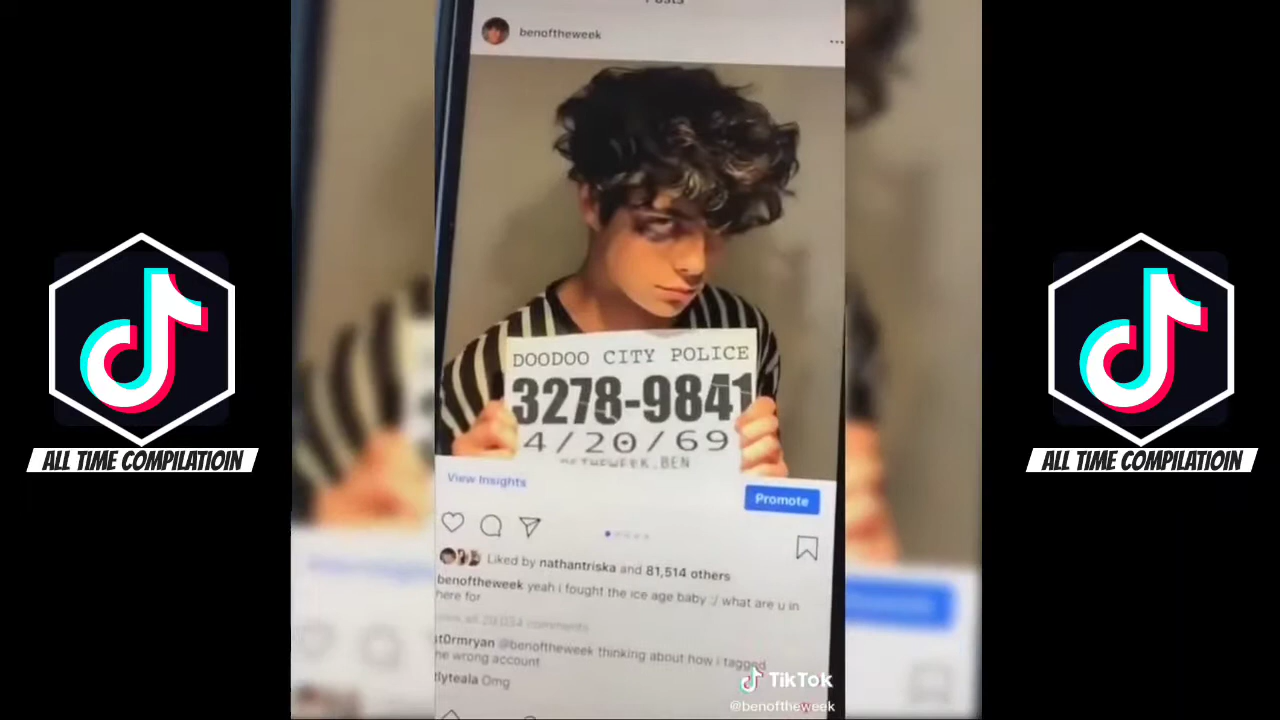 benoftheweek
DOODOO CITY POLICE
3278-9841
4/20/69
View Insights
Promote
Liked by nathantriska and 81,514 others
benoftheweek yeah i fought the ice age baby :/ what are u in
here for
comments
@benoftheweek thinking about how i tagged
wrong account
Omg
TikTok
@benoftheweek
ALL TIME COMPILATIOIN
ALL TIME COMPILATIOIN